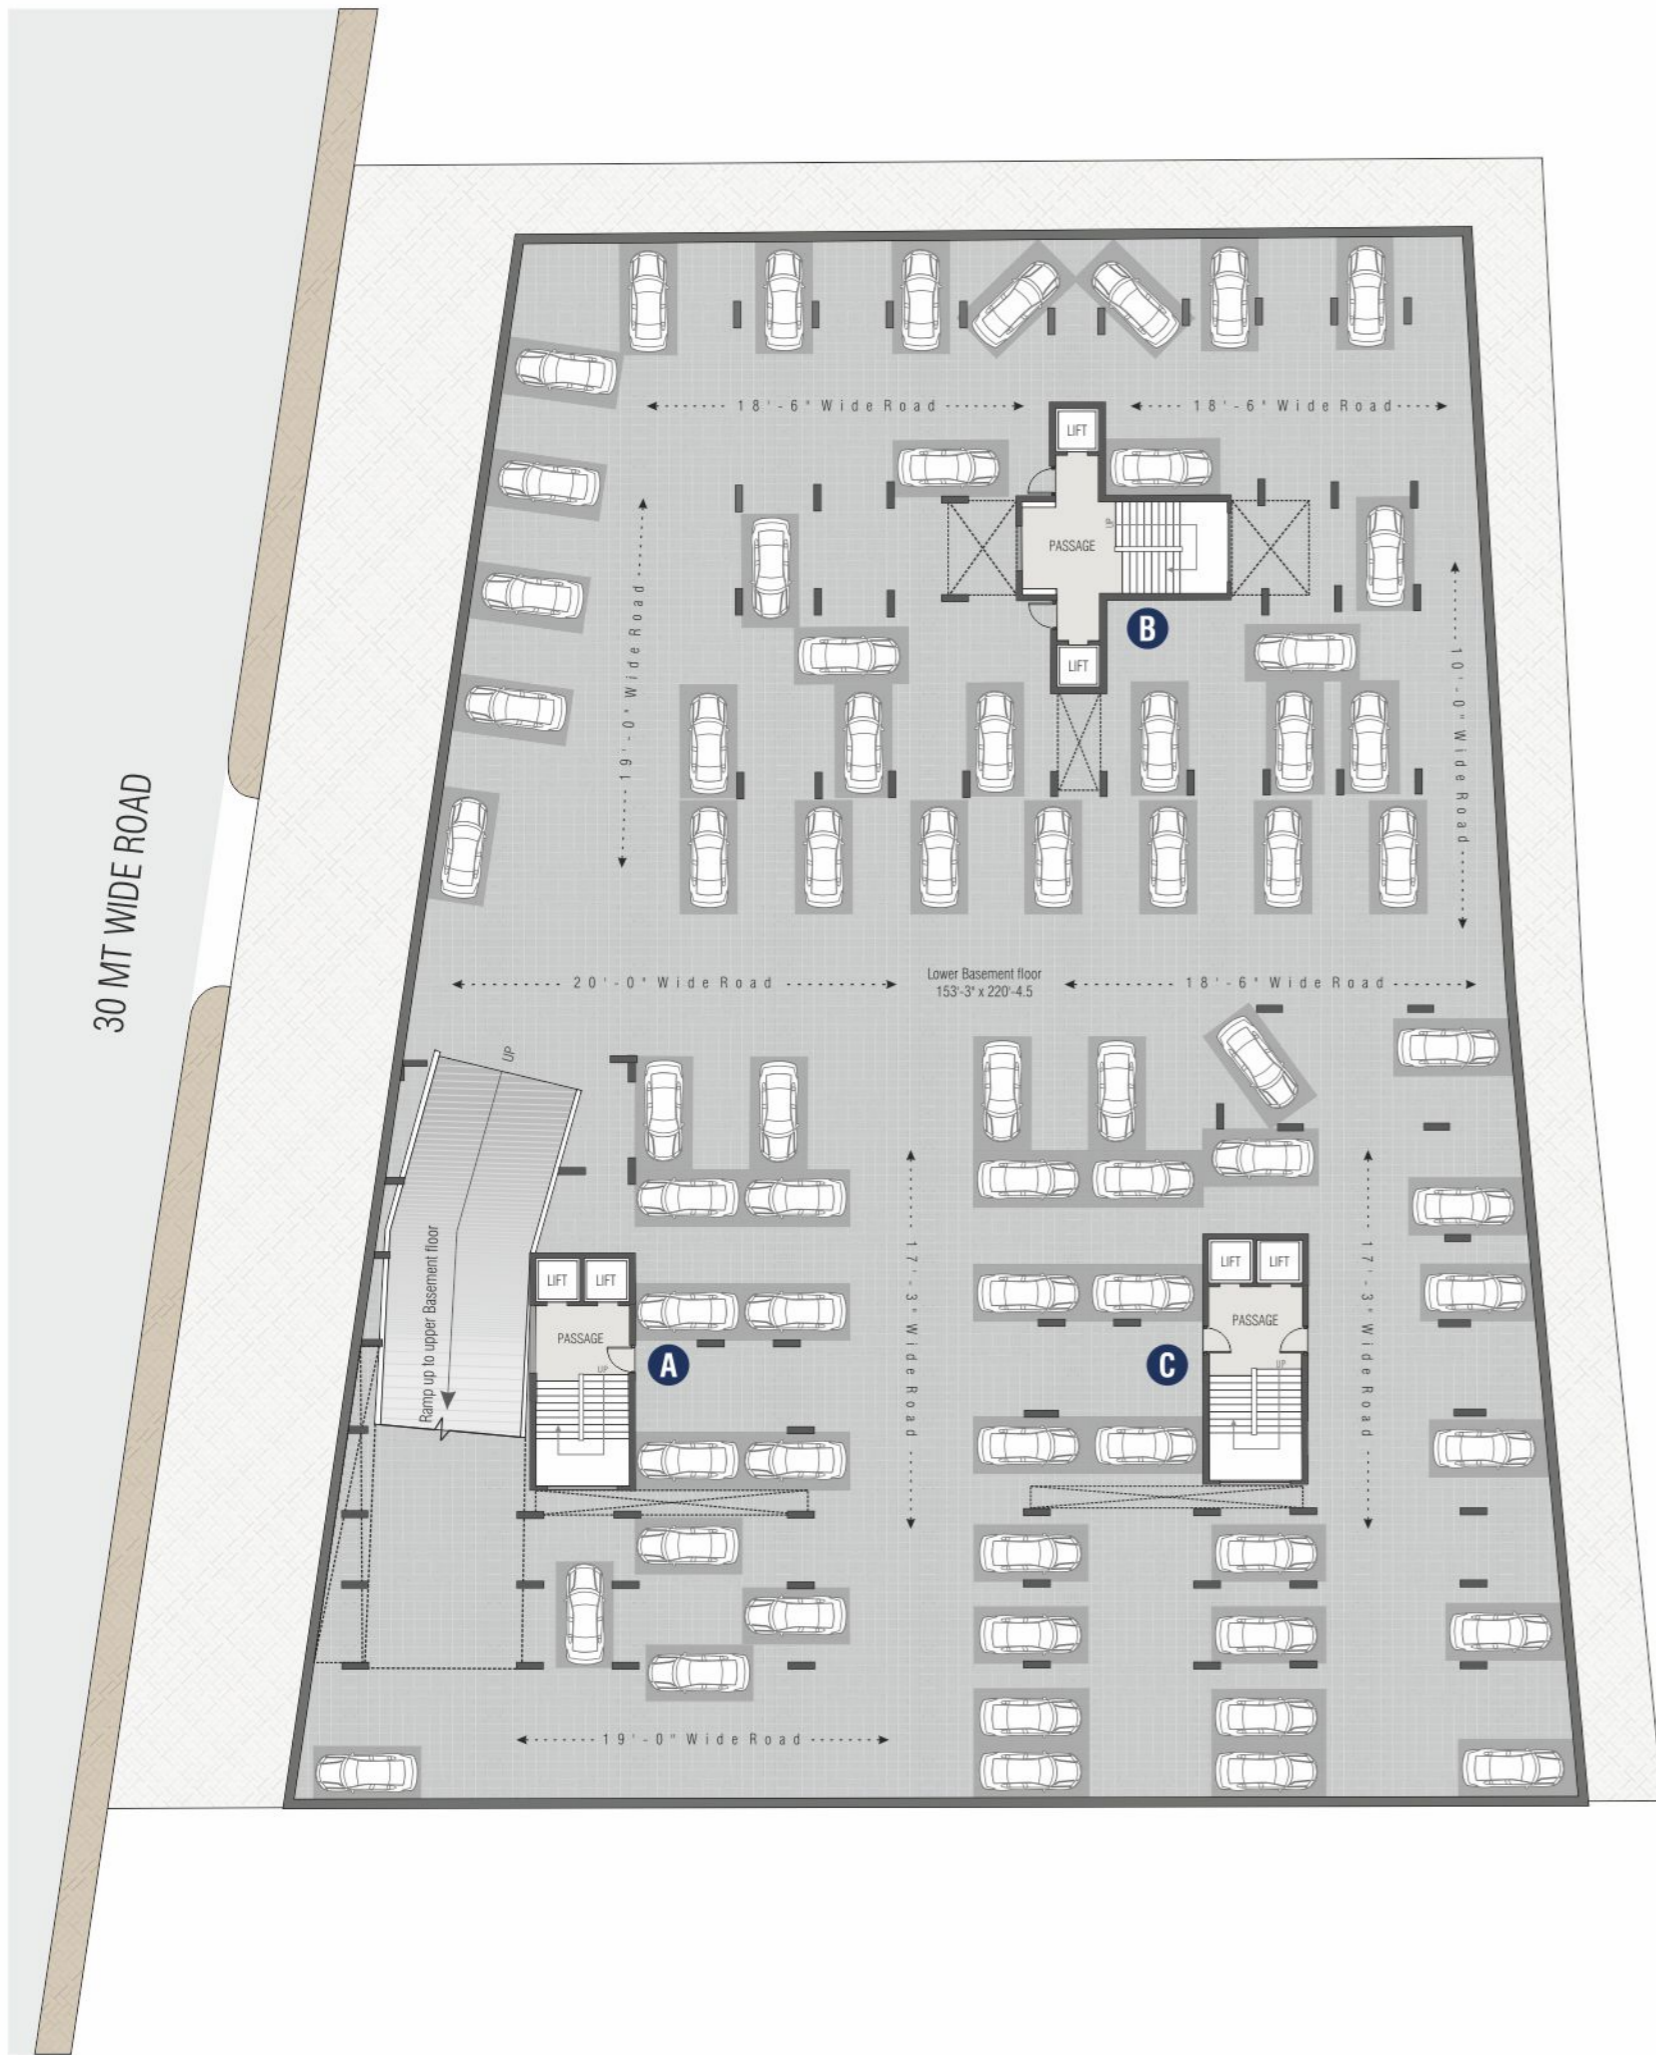 18'-6" Wide Road
18'-6" Wide Road
LIFT
UP
PASSAGE
B
LIFT
19'-0" Wide Road
10'-0" Wide Road
30 MT WIDE ROAD
20'-0" Wide Road
Lower Basement floor
153'-3" x 220'-4.5
18'-6" Wide Road
UP
Ramp up to upper Basement floor
LIFT
LIFT
PASSAGE
UP
A
17'-3" Wide Road
LIFT
LIFT
PASSAGE
UP
C
17'-3" Wide Road
19'-0" Wide Road